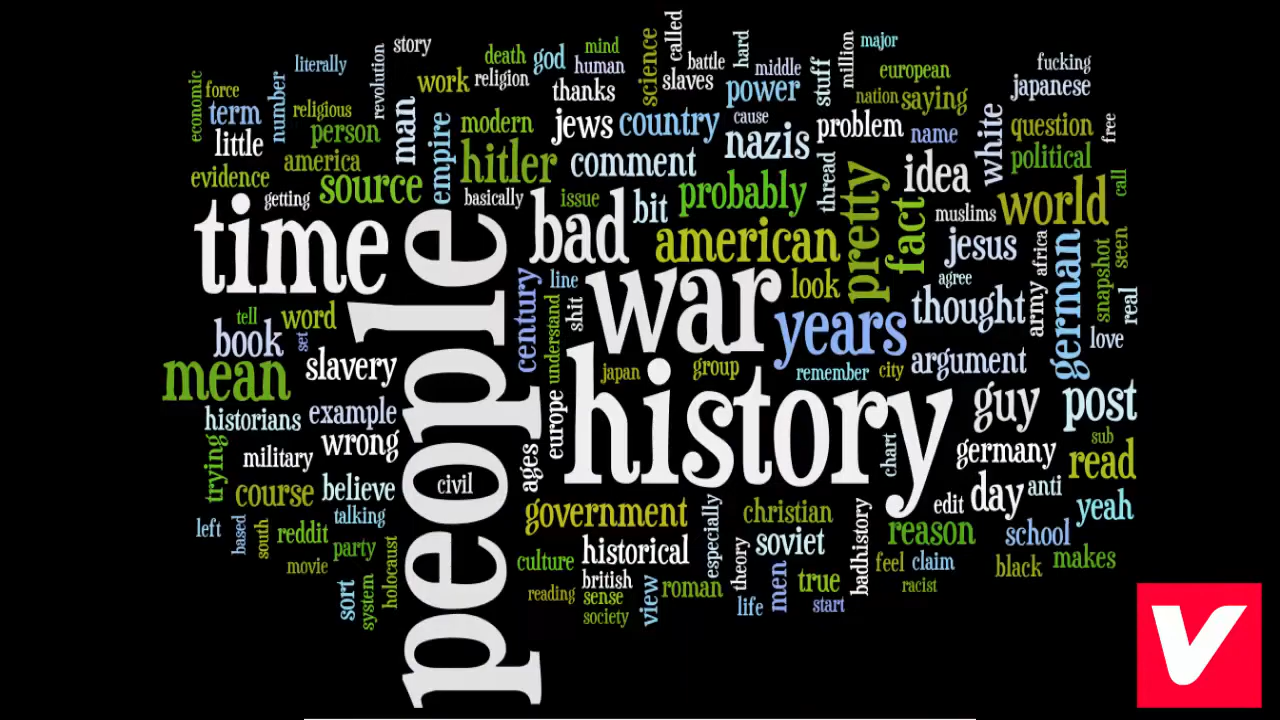 called
story
mind
hard
major
literally
revolution
death
god
human
science
battle
middle
million
european
fucking
economic
force
number
work
religion
thanks
slaves
power
stuff
nation
saying
japanese
term
religious
man
modern
jews
country
cause
nazis
problem
name
white
question
free
little
person
empire
hitler
comment
thread
idea
political
evidence
america
source
getting
basically
issue
bit
probably
pretty
fact
muslims
world
call
time
people
bad
american
jesus
africa
german
snapshot
seen
century
line
war
look
agree
thought
army
real
tell
word
set
book
understand
shit
years
love
mean
slavery
japan
group
remember
city
argument
historians
example
europe
history
guy
post
trying
military
wrong
ages
chart
germany
sub
read
course
believe
civil
edit
day
anti
yeah
left
based
south
reddit
talking
government
especially
christian
badhistory
reason
school
movie
party
holocaust
culture
historical
theory
soviet
feel
claim
black
makes
sort
system
reading
british
sense
society
view
roman
life
men
true
start
racist
V